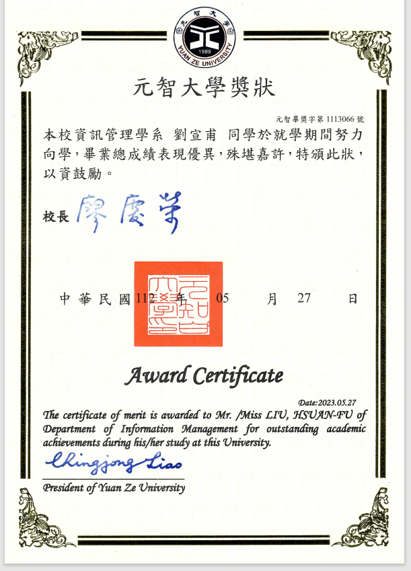 元智大學
YUAN ZE UNIVERSITY
1989
元智大學獎狀
元智畢獎字第 1113066 號
本校資訊管理學系 劉宣甫 同學於就學期間努力
向學，畢業總成績表現優異，殊堪嘉許，特頒此狀，
以資鼓勵。
校長 廖慶榮
中華民國 112 年 05 月 27 日
Award Certificate
Date:2023.05.27
The certificate of merit is awarded to Mr. /Miss LIU, HSUAN-FU of
Department of Information Management for outstanding academic
achievements during his/her study at this University.
Chingjong Liao
President of Yuan Ze University